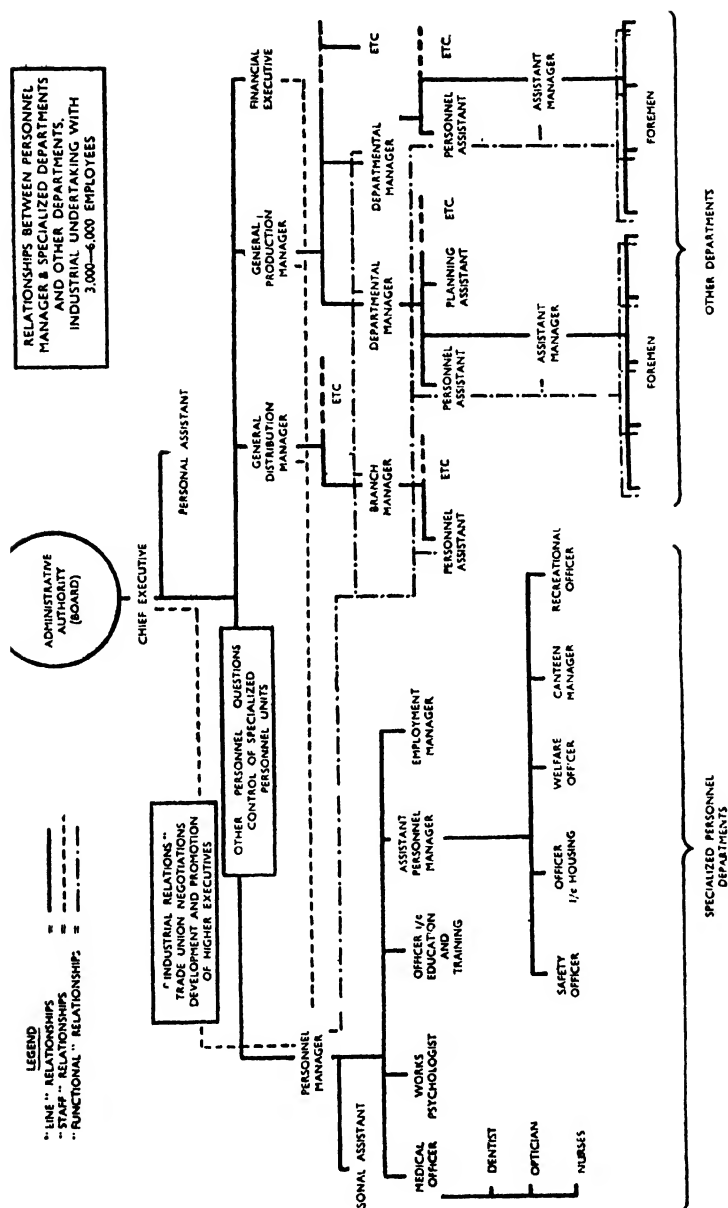 LEGEND
"LINE" RELATIONSHIPS =
"STAFF" RELATIONSHIPS =
"FUNCTIONAL" RELATIONSHIPS =
RELATIONSHIPS BETWEEN PERSONNEL
MANAGER & SPECIALIZED DEPARTMENTS
AND OTHER DEPARTMENTS.
INDUSTRIAL UNDERTAKING WITH
3,000—6,000 EMPLOYEES
ADMINISTRATIVE
AUTHORITY
(BOARD)
CHIEF EXECUTIVE
PERSONAL ASSISTANT
"INDUSTRIAL RELATIONS"
TRADE UNION NEGOTIATIONS
DEVELOPMENT AND PROMOTION
OF HIGHER EXECUTIVES
OTHER PERSONNEL QUESTIONS
CONTROL OF SPECIALIZED
PERSONNEL UNITS
PERSONNEL
MANAGER
GENERAL
DISTRIBUTION
MANAGER
GENERAL
PRODUCTION
MANAGER
FINANCIAL
EXECUTIVE
SONAL ASSISTANT
ETC
ETC
MEDICAL
OFFICER
WORKS
PSYCHOLOGIST
OFFICER I/c
EDUCATION
AND
TRAINING
ASSISTANT
PERSONNEL
MANAGER
EMPLOYMENT
MANAGER
BRANCH
MANAGER
DEPARTMENTAL
MANAGER
DEPARTMENTAL
MANAGER
PERSONNEL
ASSISTANT
ETC
PERSONNEL
ASSISTANT
PLANNING
ASSISTANT
ETC.
PERSONNEL
ASSISTANT
ETC.
DENTIST
OPTICIAN
NURSES
SAFETY
OFFICER
OFFICER
I/c HOUSING
WELFARE
OFFICER
CANTEEN
MANAGER
RECREATIONAL
OFFICER
ASSISTANT
MANAGER
ASSISTANT
MANAGER
FOREMEN
FOREMEN
SPECIALIZED PERSONNEL
DEPARTMENTS
OTHER DEPARTMENTS